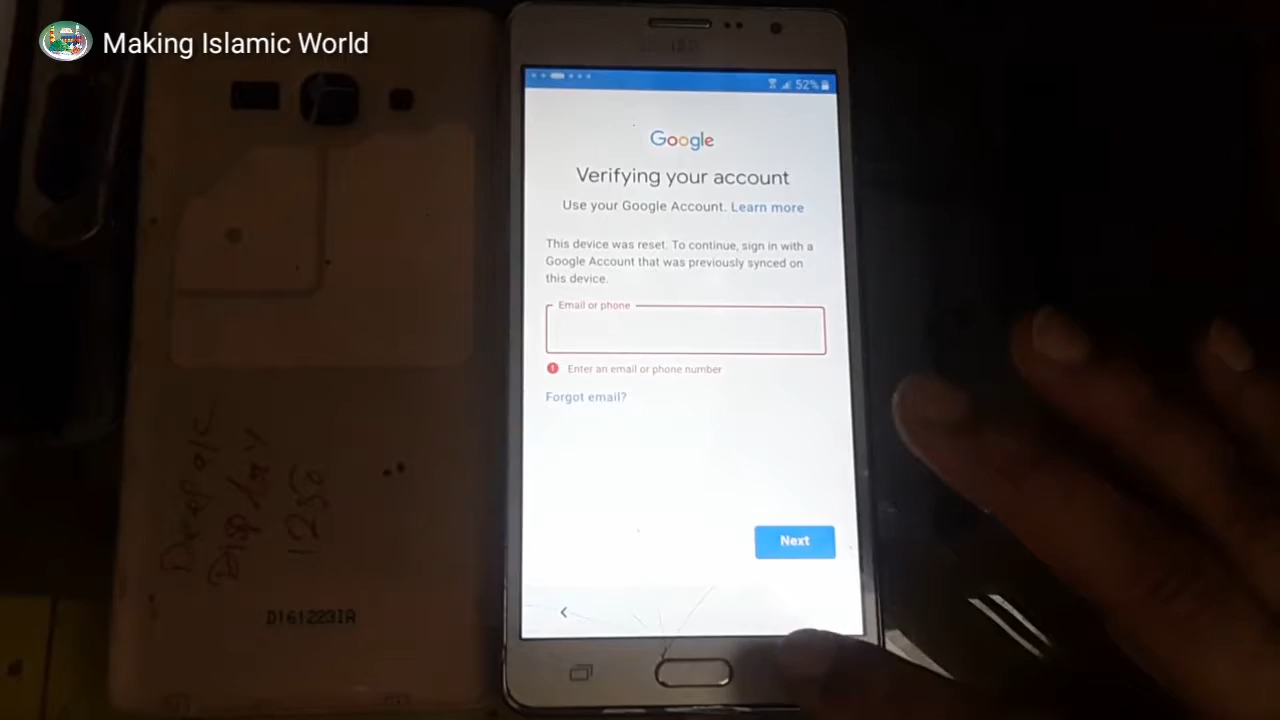 Making Islamic World
52%
Google
Verifying your account
Use your Google Account. Learn more
This device was reset. To continue, sign in with a
Google Account that was previously synced on
this device.
Email or phone
Enter an email or phone number
Forgot email?
Next
Display
1250
D161223IA